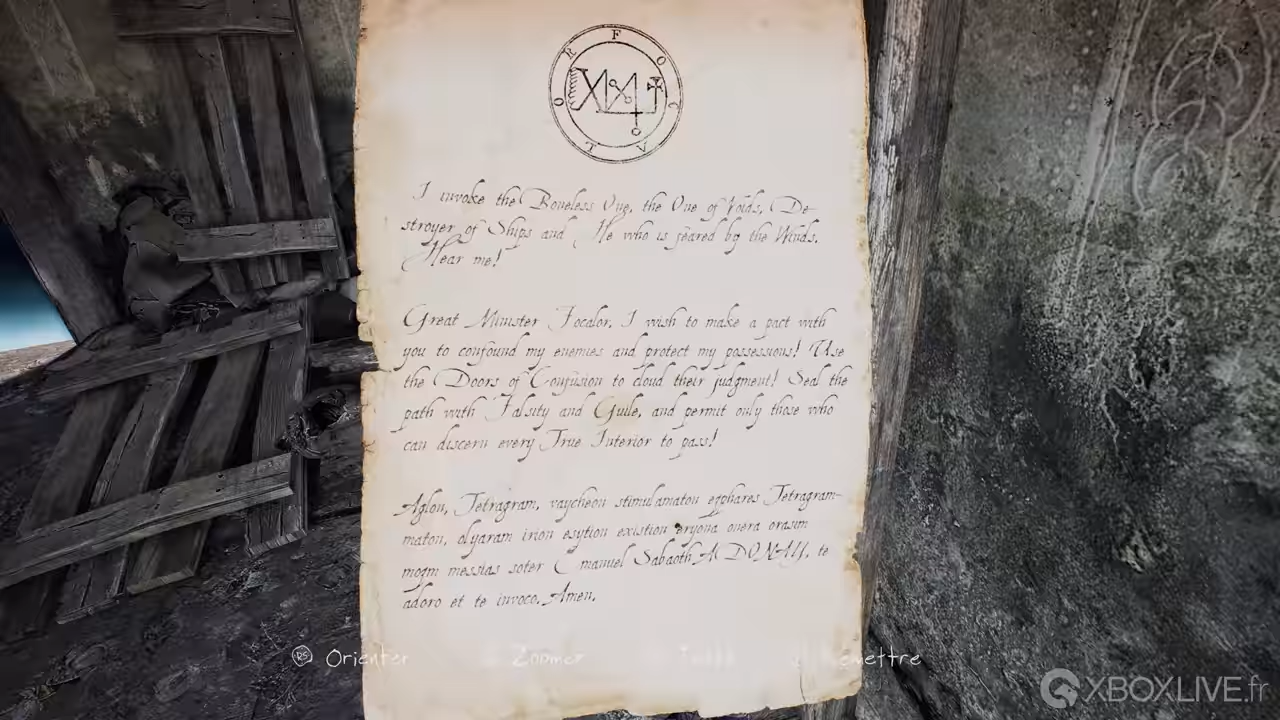 F O C V T O R
I invoke the Boneless One, the One of Voids, De-
stroyer of Ships and He who is feared by the Winds.
Hear me!
Great Minister Focalor, I wish to make a pact with
you to confound my enemies and protect my possessions! Use
the Doors of Confusion to cloud their judgment! Seal the
path with Falsity and Guile, and permit only those who
can discern every True Interior to pass!
Aglon, Tetragram, vaycheon stimulamaton ezphares Tetragram-
maton, olyaram irion esytion existion eryona onera orasim
mozm messias soter Emanuel Sabaoth ADONAY, te
adoro et te invoco. Amen.
RS Orienter Zoomer Remettre
XBOXLIVE.fr